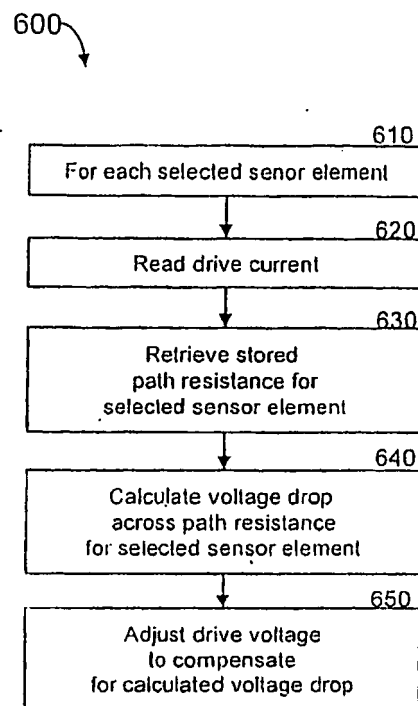 600
610
For each selected senor element
620
Read drive current
630
Retrieve stored
path resistance for
selected sensor element
640
Calculate voltage drop
across path resistance
for selected sensor element
650
Adjust drive voltage
to compensate
for calculated voltage drop